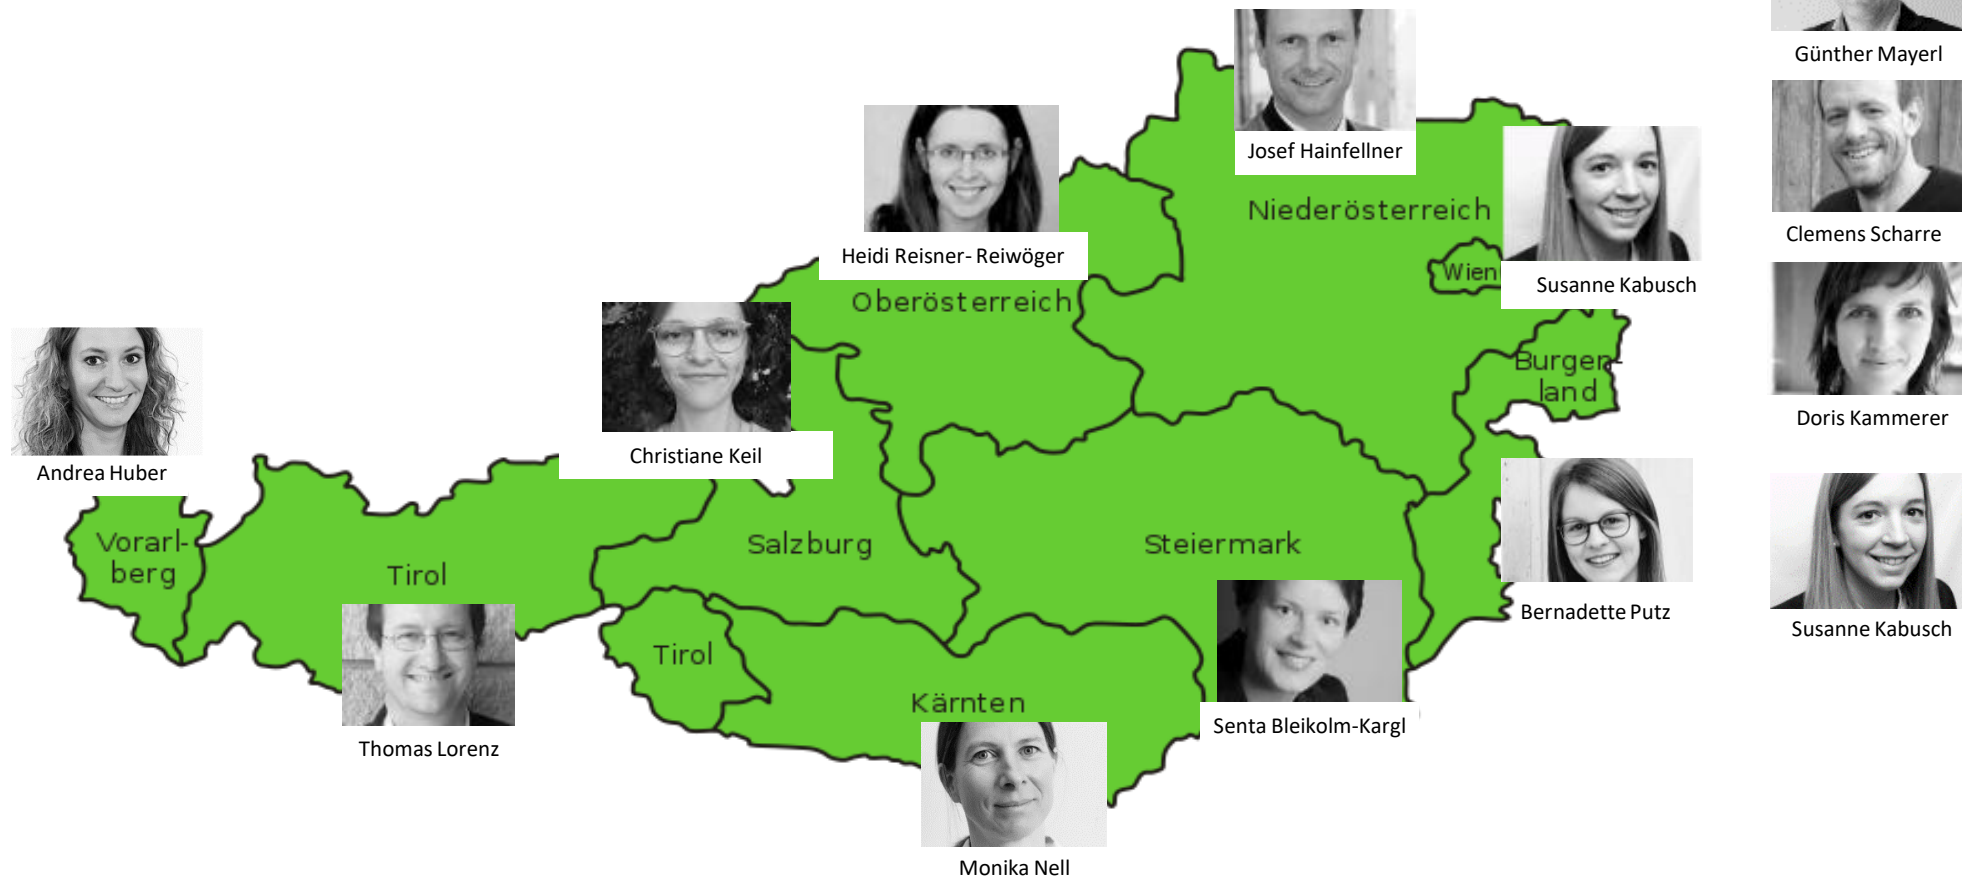 Günther Mayerl
Josef Hainfellner
Niederösterreich
Clemens Scharre
Heidi Reisner- Reiwöger
Wien
Susanne Kabusch
Oberösterreich
Burgen-
land
Doris Kammerer
Christiane Keil
Andrea Huber
Vorarl-
berg
Tirol
Salzburg
Steiermark
Bernadette Putz
Susanne Kabusch
Tirol
Kärnten
Senta Bleikolm-Kargl
Thomas Lorenz
Monika Nell